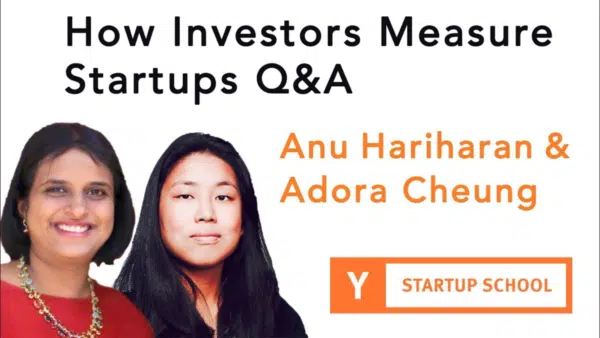 How Investors Measure
Startups Q&A
Anu Hariharan &
Adora Cheung
Y STARTUP SCHOOL